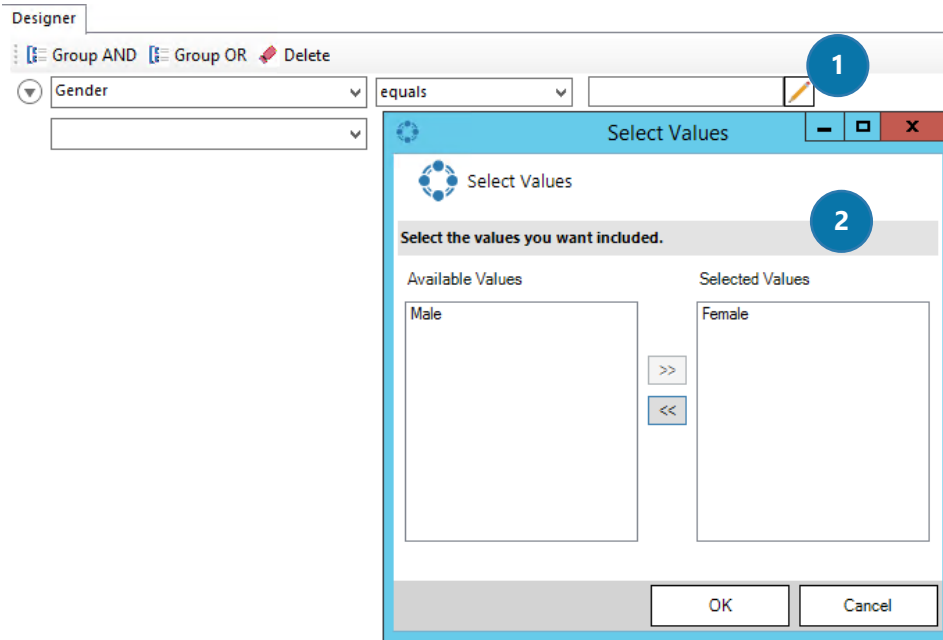 Designer
Group AND Group OR Delete
1
Gender equals
Select Values
X
Select Values
2
Select the values you want included.
Available Values Selected Values
Male Female
>>
<<
OK Cancel